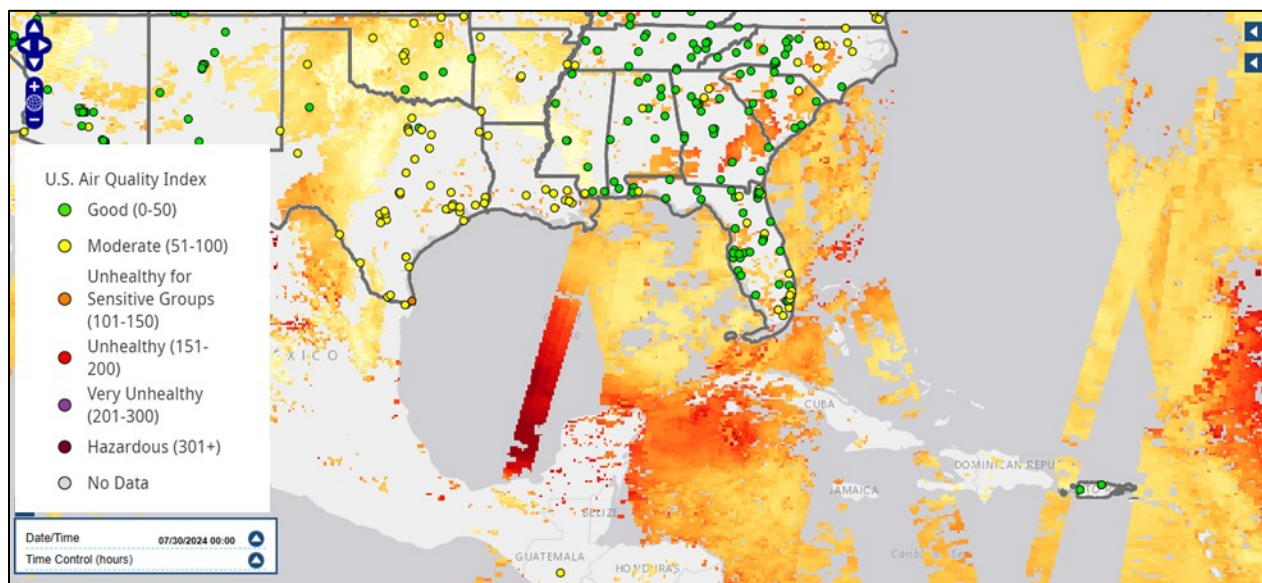 U.S. Air Quality Index
Good (0-50)
Moderate (51-100)
Unhealthy for
Sensitive Groups
(101-150)
Unhealthy (151-
200)
Very Unhealthy
(201-300)
Hazardous (301+)
No Data
Date/Time 07/30/2024 00:00
Time Control (hours)
XICO
CUBA
DOMINICAN REPU
JAMAICA
BELIZE
GUATEMALA
HONDURAS